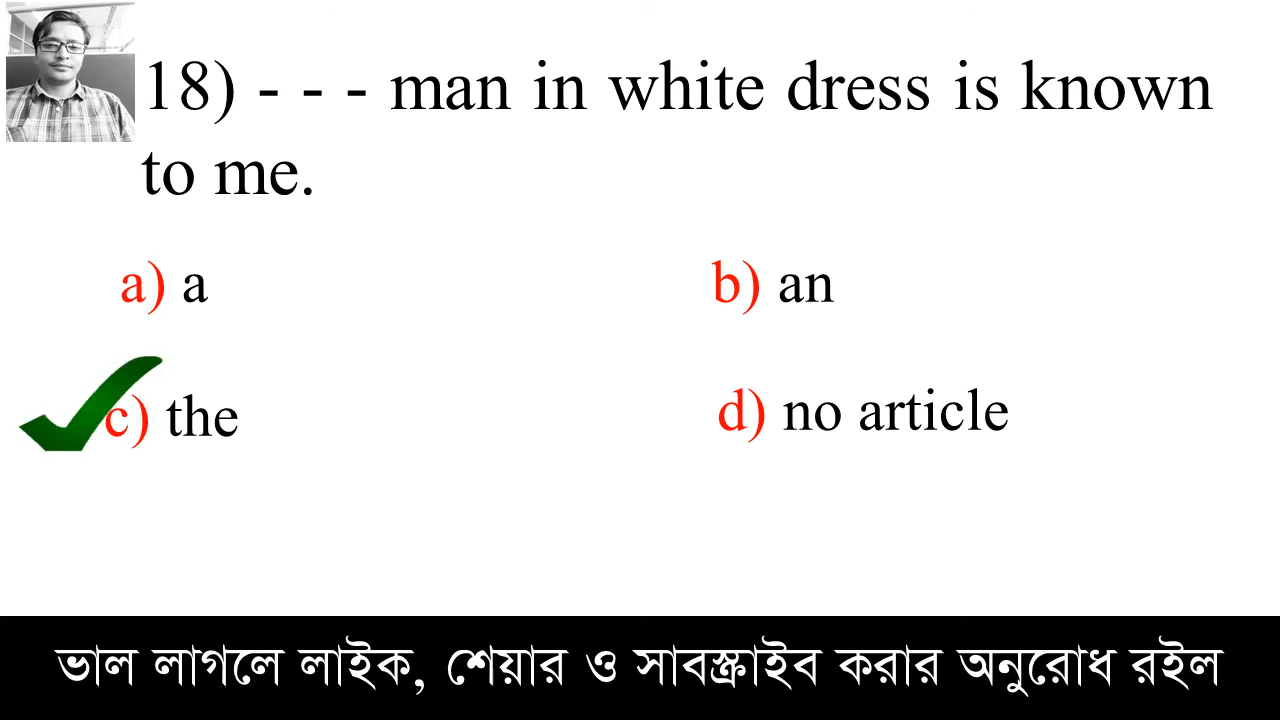 18) - - - man in white dress is known
to me.
a) a
b) an
c) the
d) no article
ভাল লাগলে লাইক, শেয়ার ও সাবস্ক্রাইব করার অনুরোধ রইল